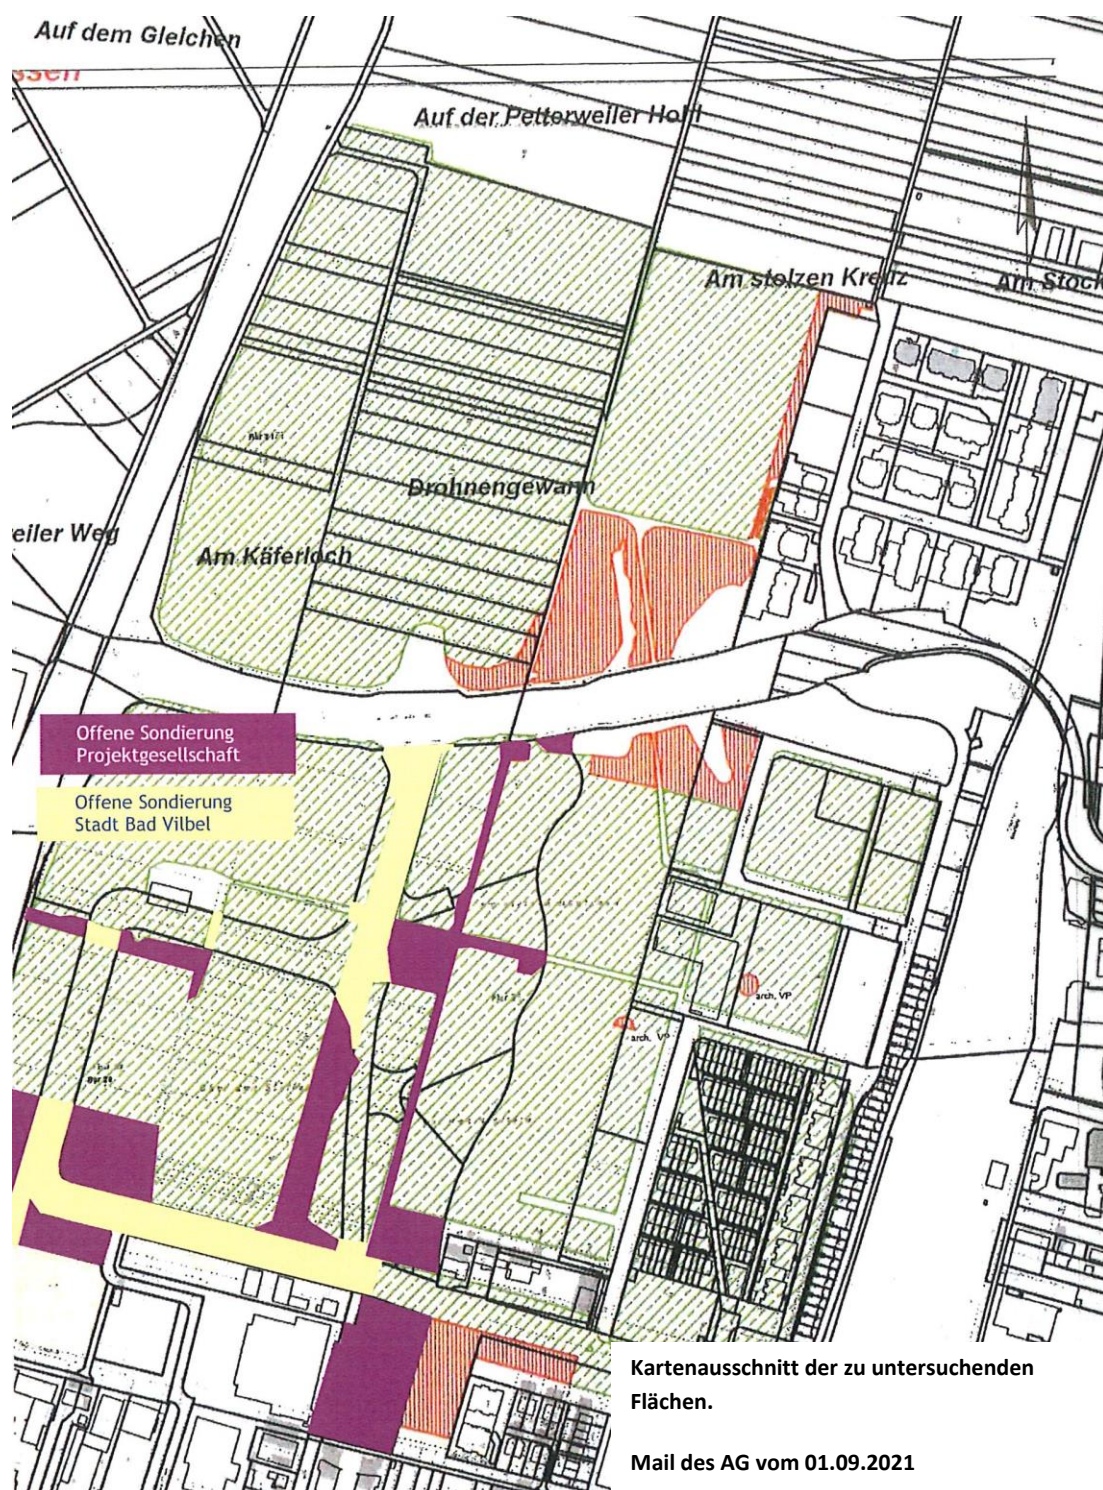 Auf dem Gleichen
ssen
Auf der Petterweiler Hohl
Am stolzen Kreuz
Am Stock
Drohnengewann
eiler Weg
Am Käferloch
Offene Sondierung
Projektgesellschaft
Offene Sondierung
Stadt Bad Vilbel
arch. VP
arch. VP
Kartenausschnitt der zu untersuchenden
Flächen.
Mail des AG vom 01.09.2021